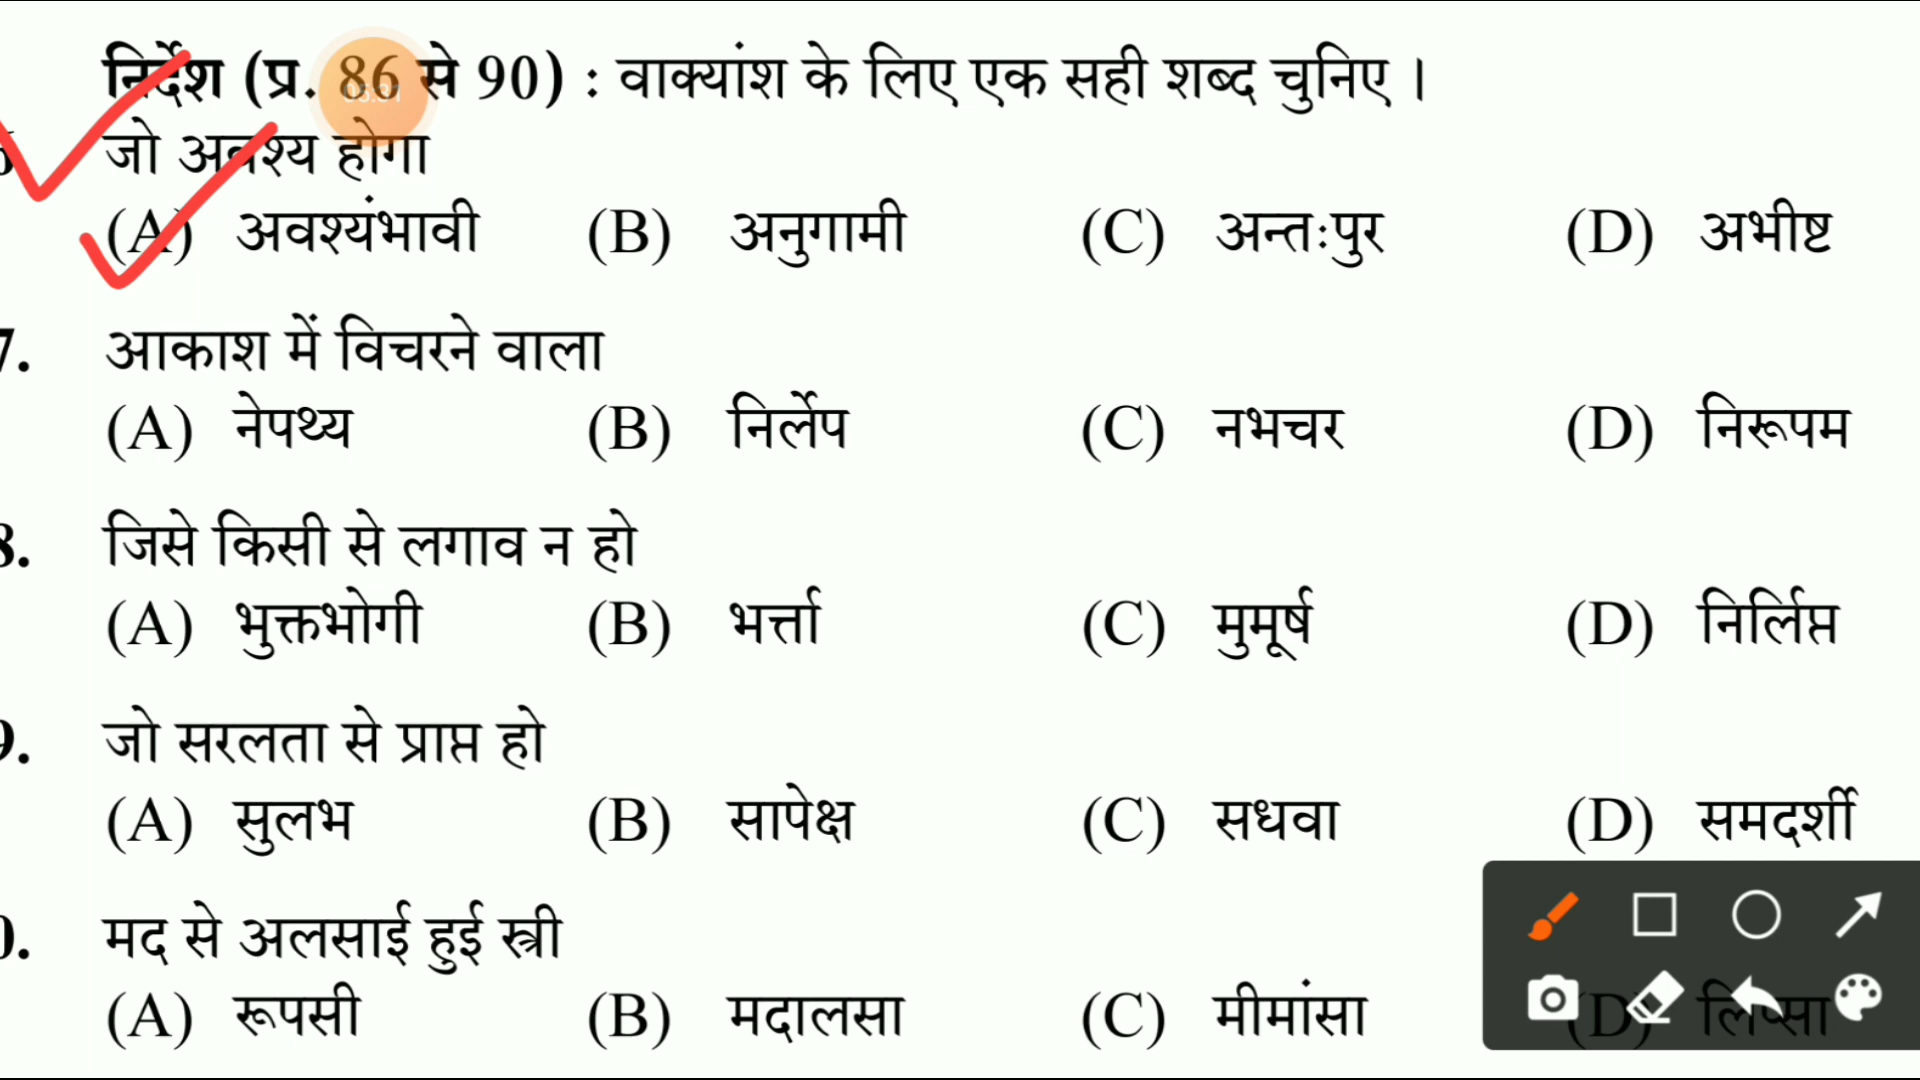 निर्देश (प्र. 86 से 90) : वाक्यांश के लिए एक सही शब्द चुनिए ।
जो अवश्य होगा
(A) अवश्यंभावी (B) अनुगामी (C) अन्तःपुर (D) अभीष्ट
7. आकाश में विचरने वाला
(A) नेपथ्य (B) निर्लेप (C) नभचर (D) निरूपम
8. जिसे किसी से लगाव न हो
(A) भुक्तभोगी (B) भर्त्ता (C) मुमूर्ष (D) निर्लिप्त
9. जो सरलता से प्राप्त हो
(A) सुलभ (B) सापेक्ष (C) सधवा (D) समदर्शी
0. मद से अलसाई हुई स्त्री
(A) रूपसी (B) मदालसा (C) मीमांसा (D) लिप्सा